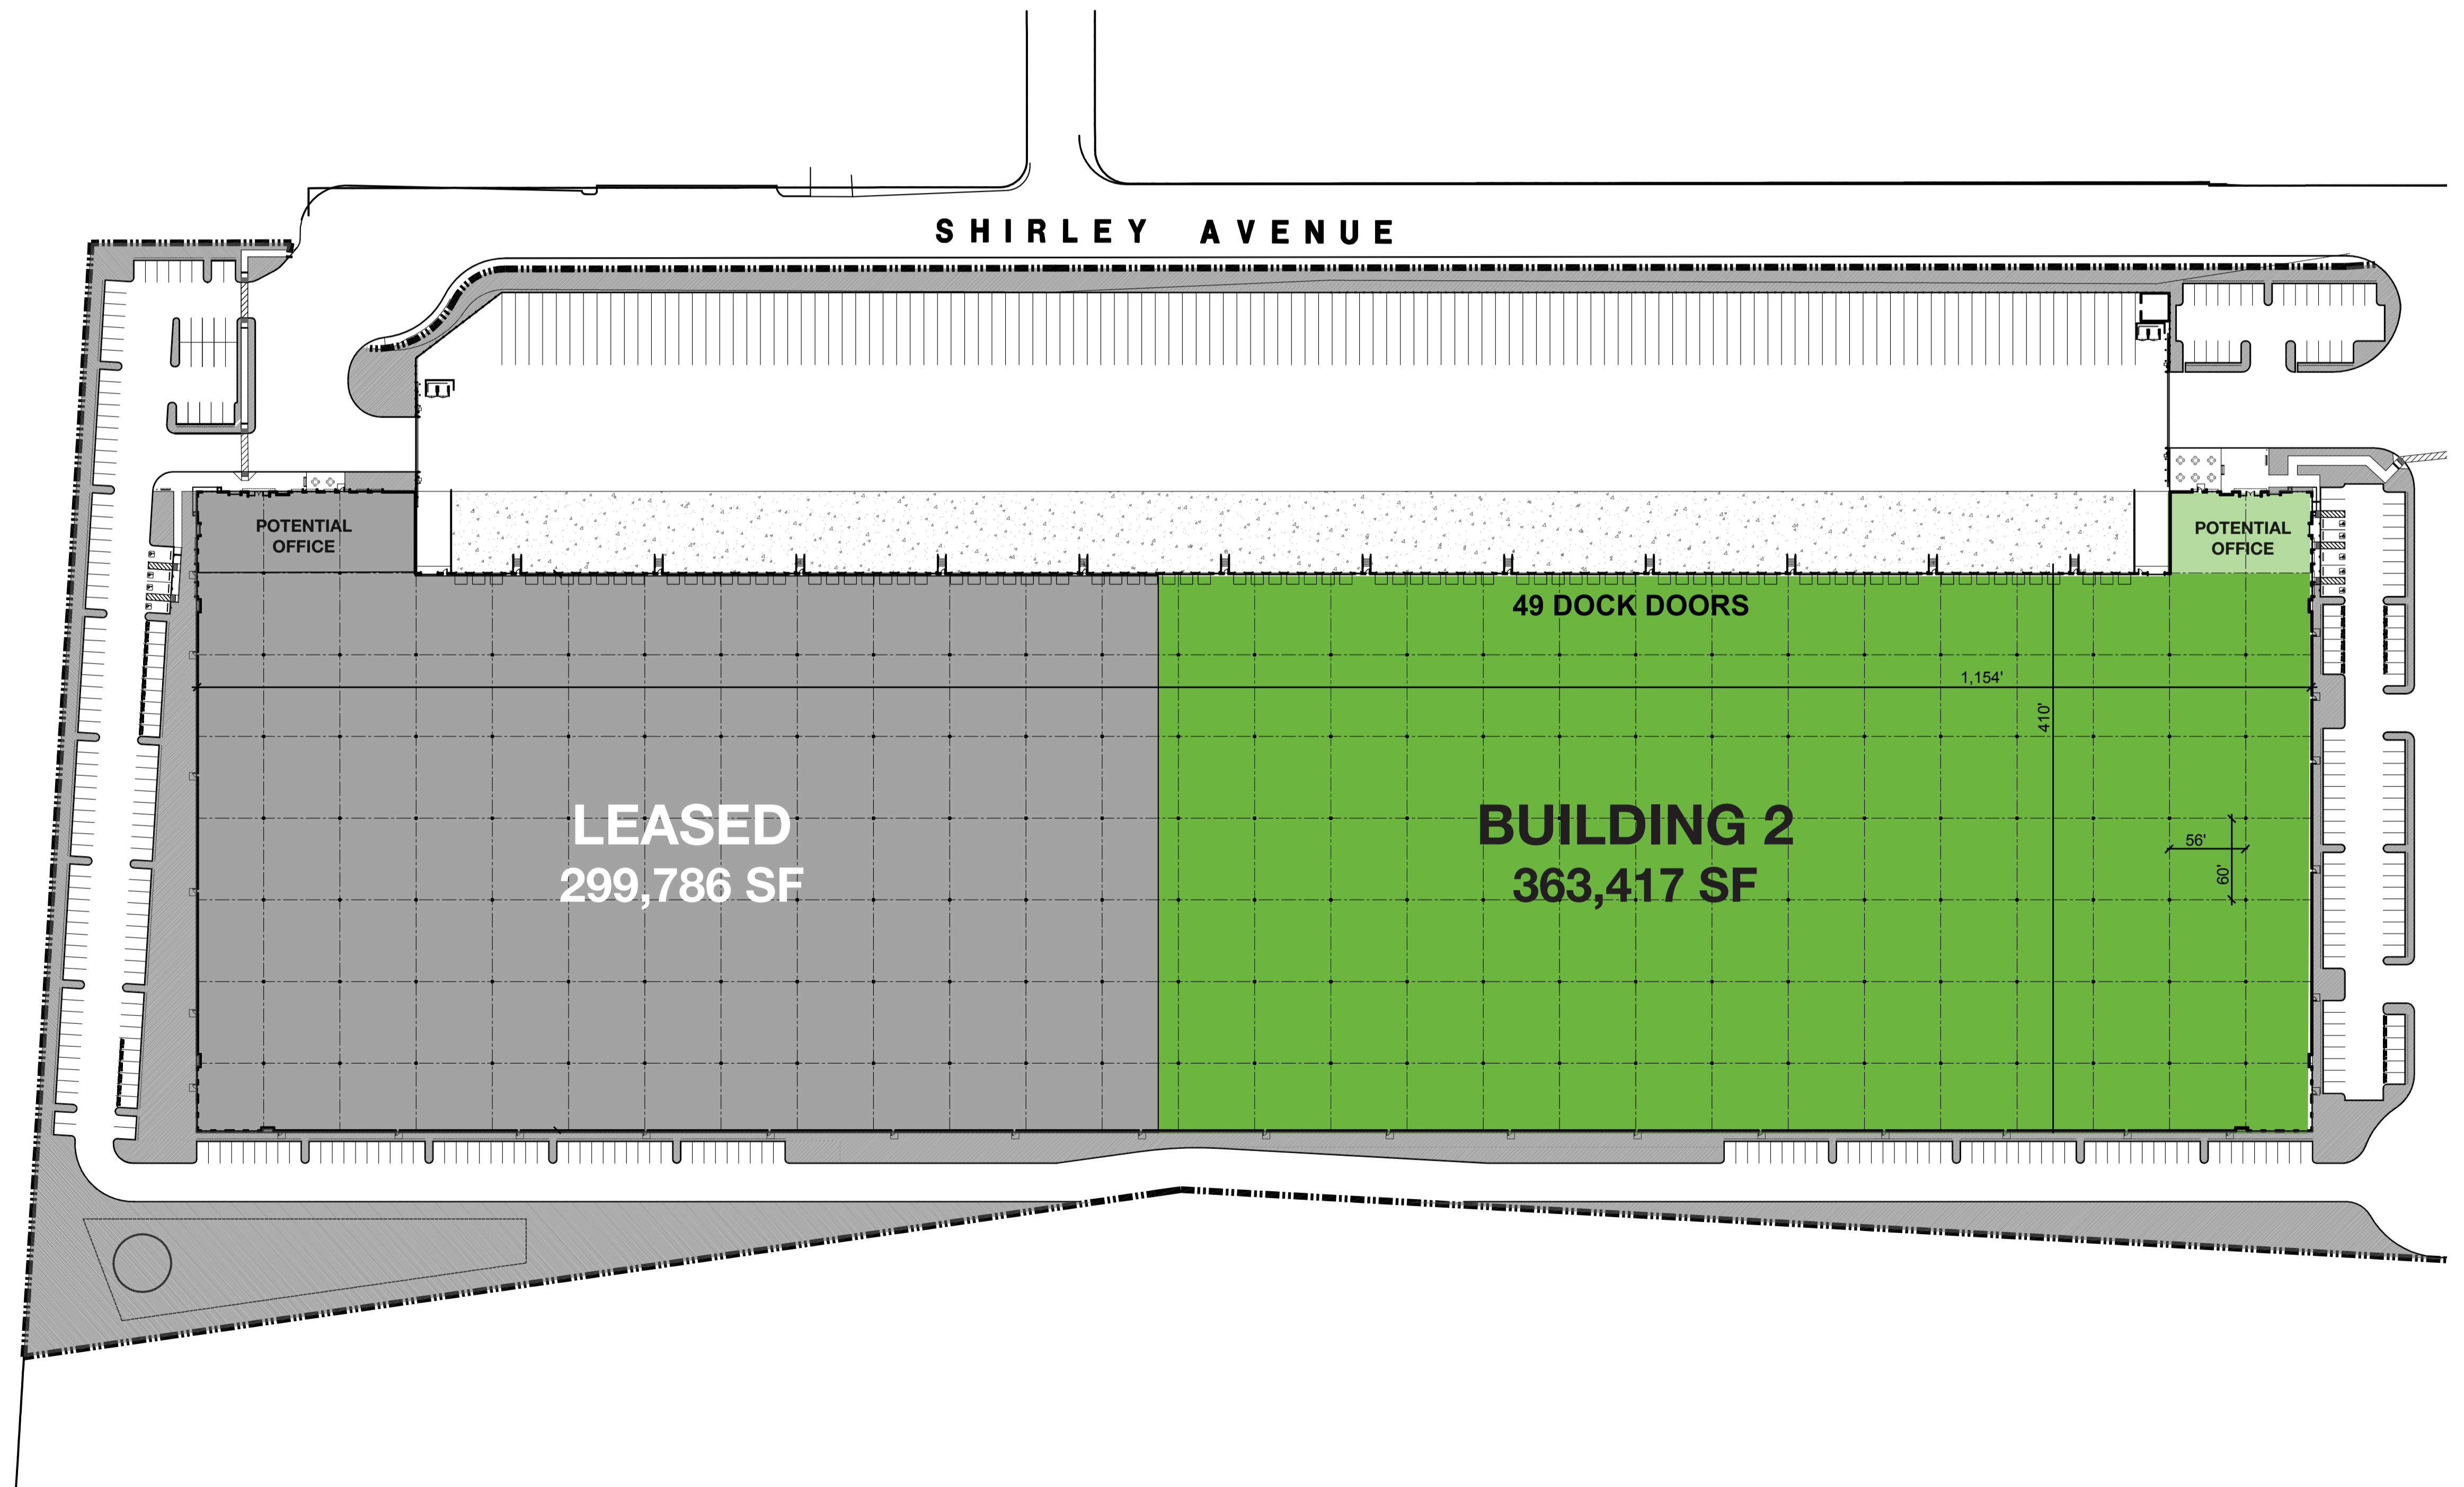 SHIRLEY AVENUE
POTENTIAL
OFFICE
POTENTIAL
OFFICE
49 DOCK DOORS
1,154'
410'
LEASED
299,786 SF
BUILDING 2
363,417 SF
56'
60'